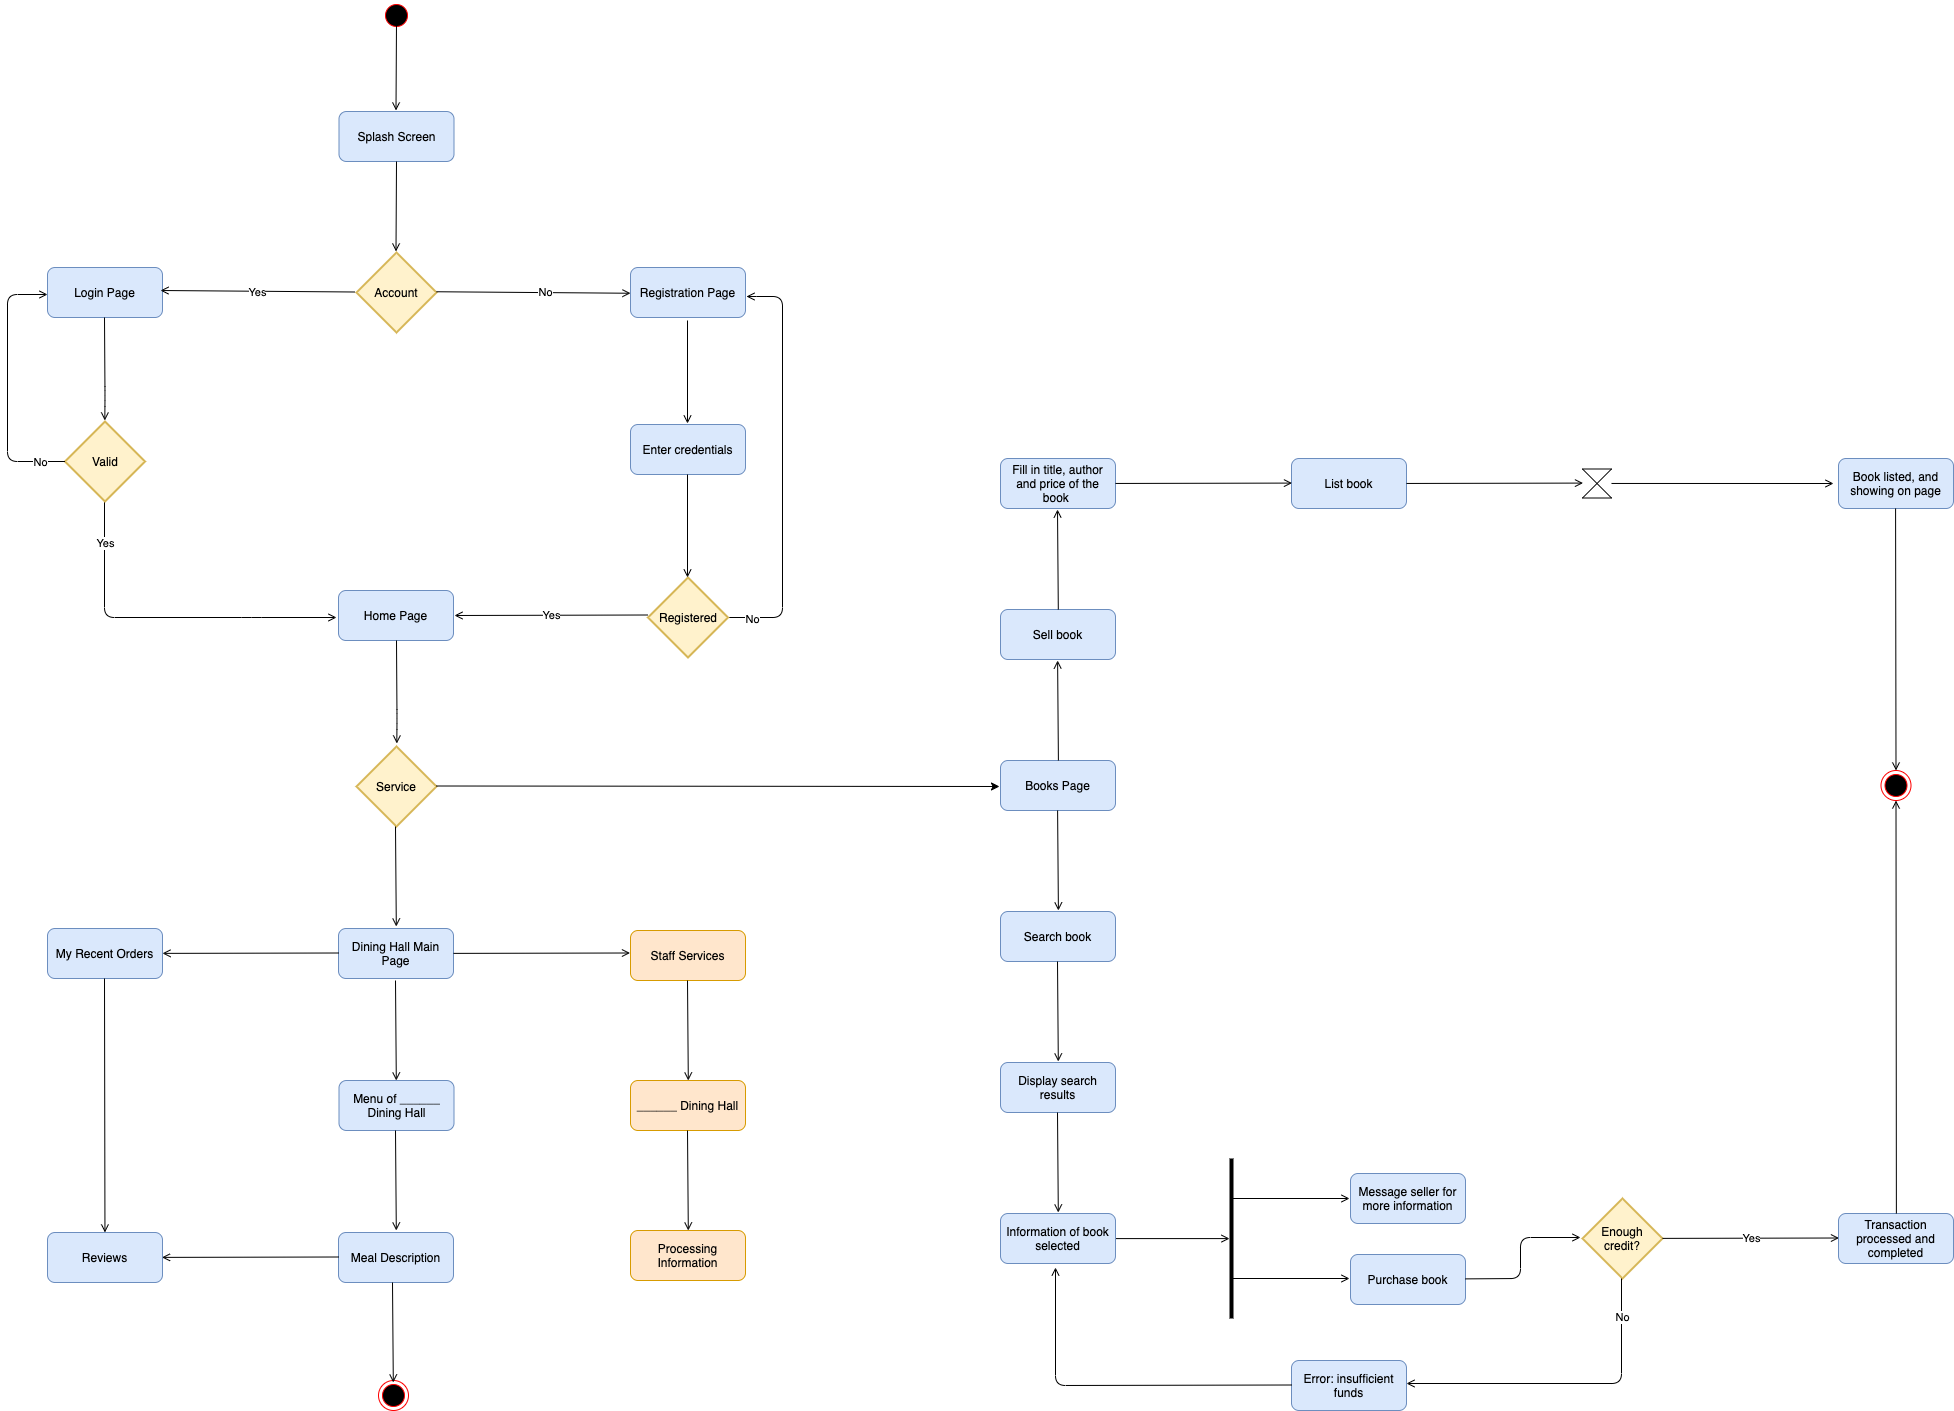 Splash Screen
Login Page
Yes
Account
No
Registration Page
Enter credentials
No
Valid
Yes
Home Page
Yes
Registered
No
Service
My Recent Orders
Dining Hall Main
Page
Staff Services
Menu of ______
Dining Hall
______ Dining Hall
Reviews
Meal Description
Processing
Information
Fill in title, author
and price of the
book
List book
Book listed, and
showing on page
Sell book
Books Page
Search book
Display search
results
Information of book
selected
Message seller for
more information
Purchase book
Enough
credit?
Yes
Transaction
processed and
completed
No
Error: insufficient
funds